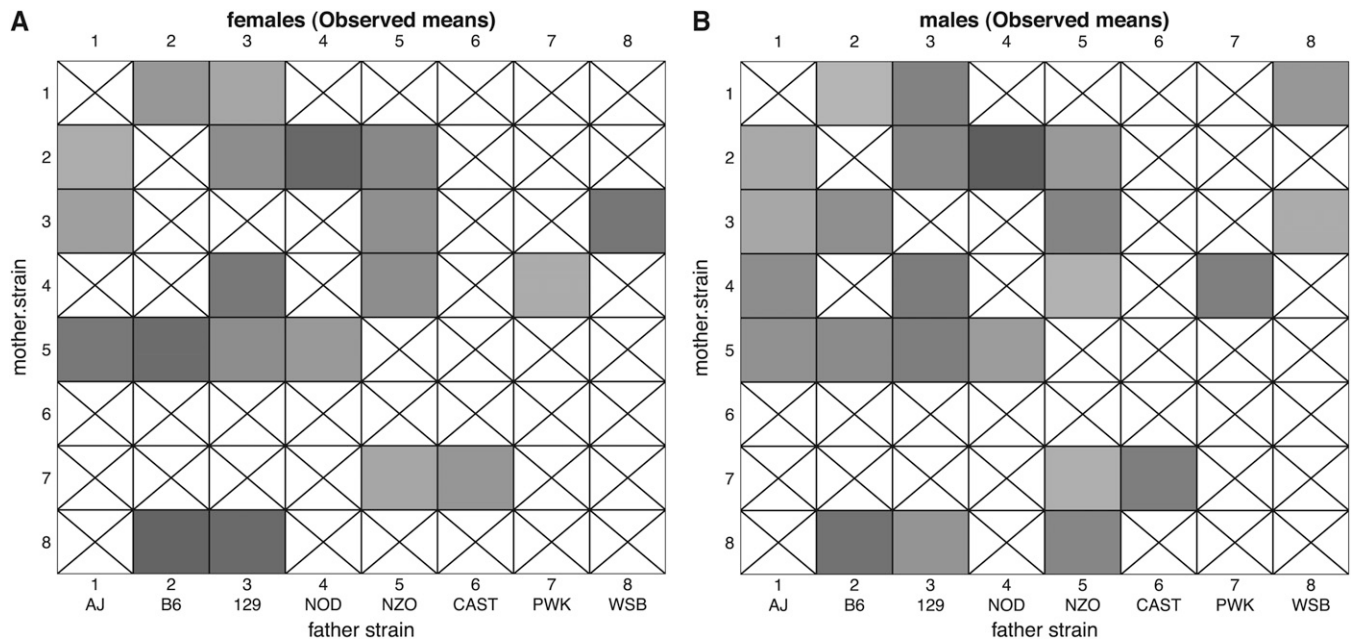 A
females (Observed means)
1 2 3 4 5 6 7 8
mother.strain
1
2
3
4
5
6
7
8
1 2 3 4 5 6 7 8
AJ B6 129 NOD NZO CAST PWK WSB
father strain
B
males (Observed means)
1 2 3 4 5 6 7 8
mother.strain
1
2
3
4
5
6
7
8
1 2 3 4 5 6 7 8
AJ B6 129 NOD NZO CAST PWK WSB
father strain